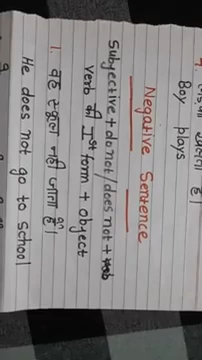 Boy plays
Negative Sentence
Subjective + do not/does not +
Verb की Ist form + object
1. वह स्कूल नही जाता है।
He does not go to school